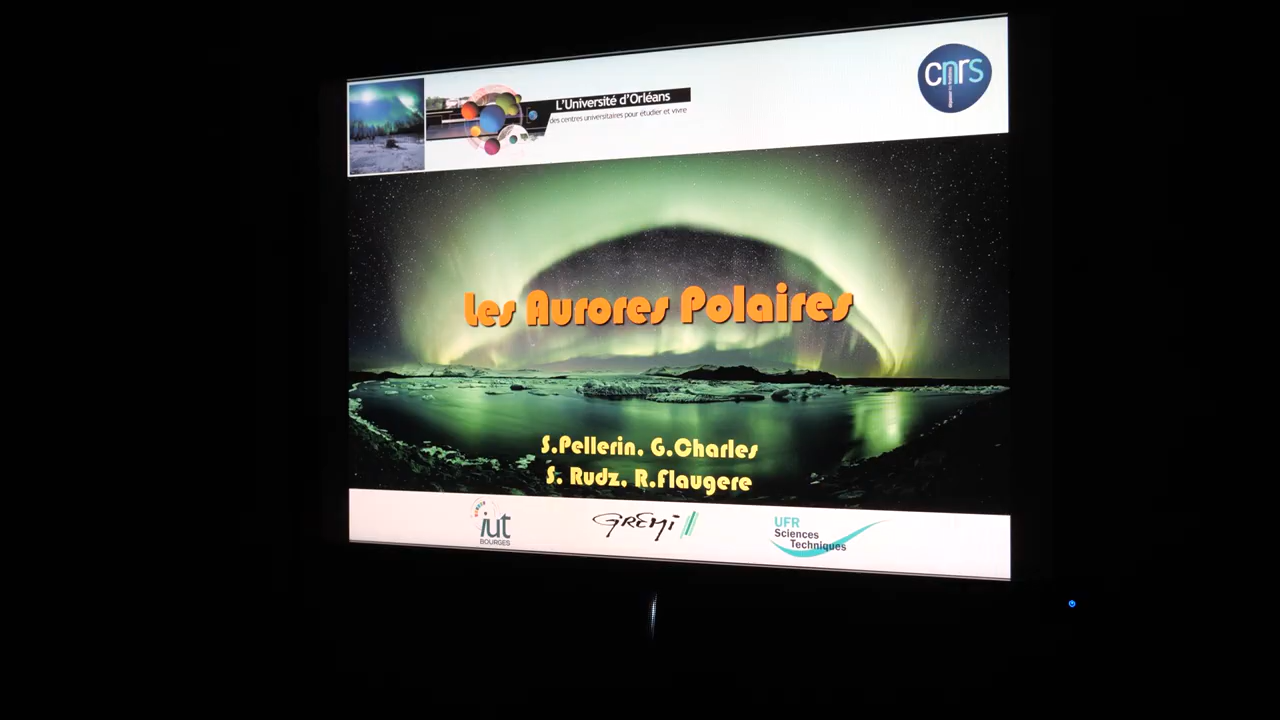 L'Université d'Orléans
des centres universitaires pour étudier et vivre
cnrs
Les Aurores Polaires
S.Pellerin, G.Charles
S. Rudz, R.Flaugere
iut
BOURGES
GREMI
UFR
Sciences
Techniques